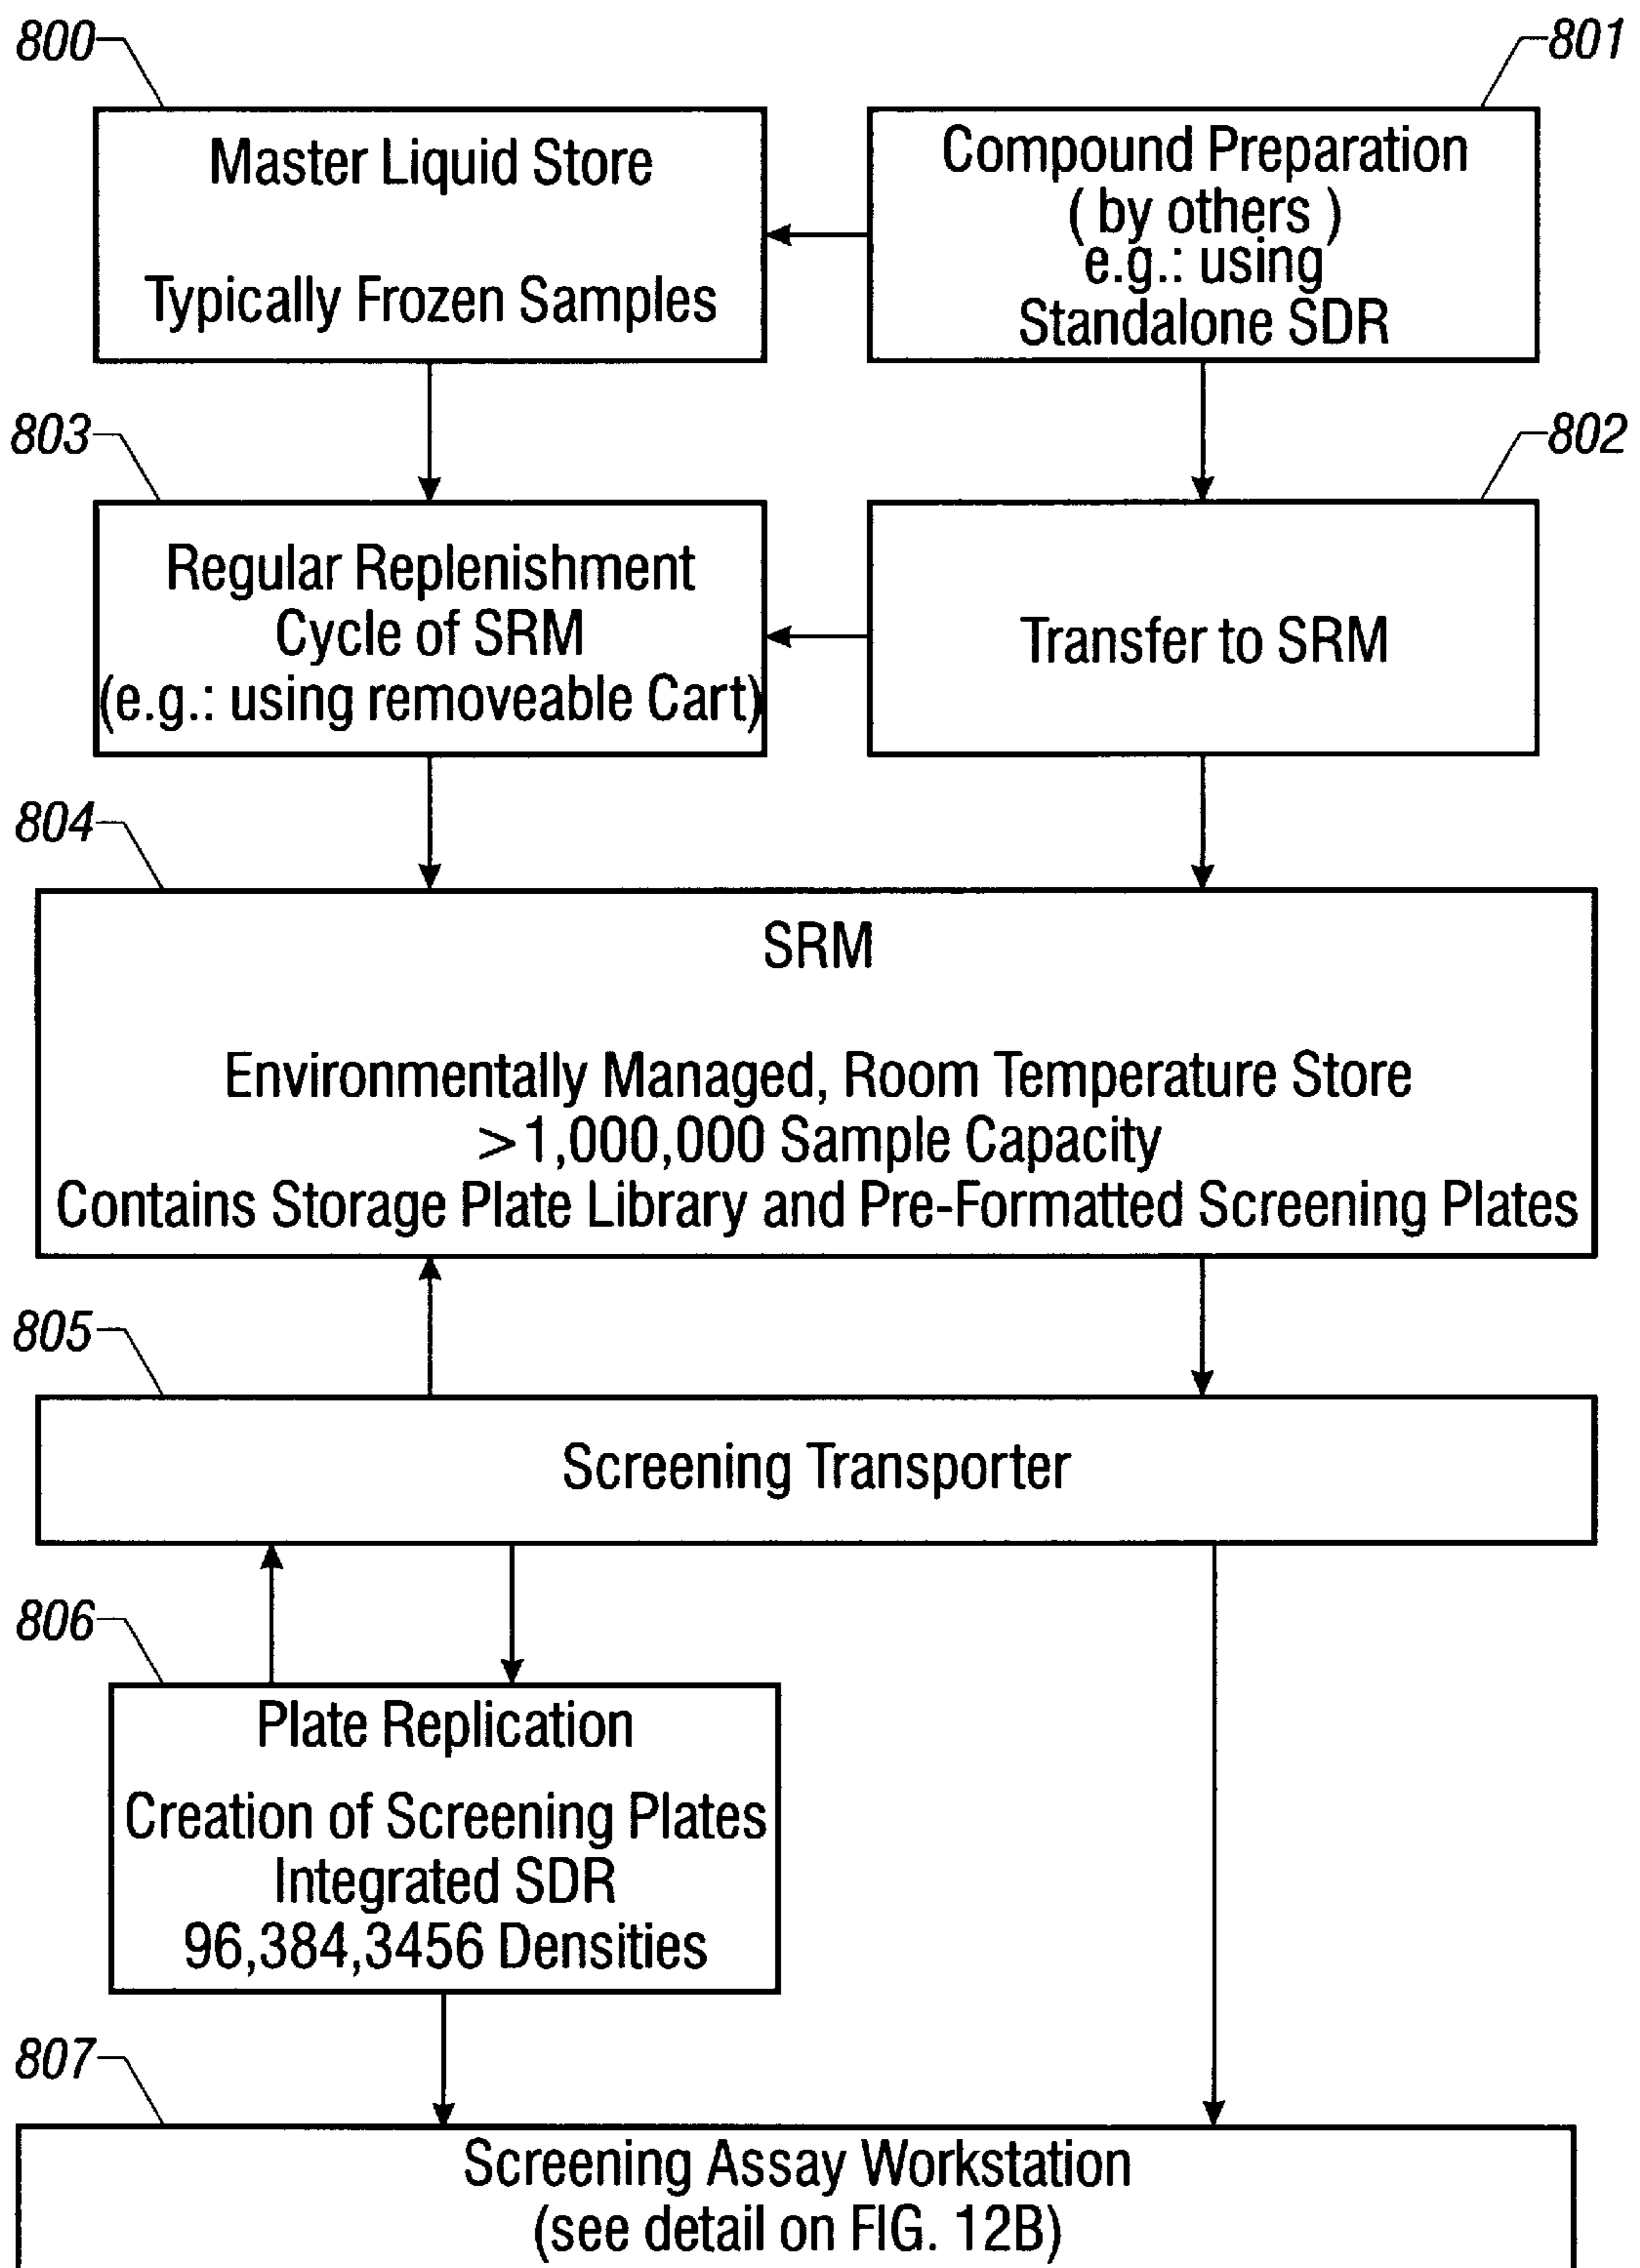 800
801
Master Liquid Store
Typically Frozen Samples
Compound Preparation
( by others )
e.g.: using
Standalone SDR
803
802
Regular Replenishment
Cycle of SRM
(e.g.: using removeable Cart)
Transfer to SRM
804
SRM
Environmentally Managed, Room Temperature Store
>1,000,000 Sample Capacity
Contains Storage Plate Library and Pre-Formatted Screening Plates
805
Screening Transporter
806
Plate Replication
Creation of Screening Plates
Integrated SDR
96,384,3456 Densities
807
Screening Assay Workstation
(see detail on FIG. 12B)